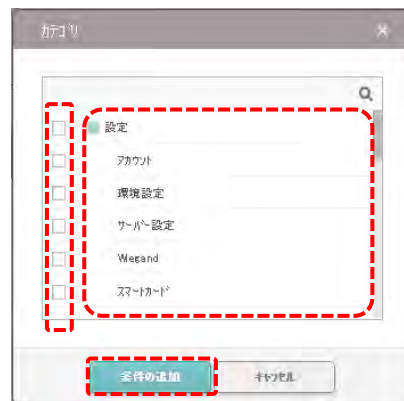 カテゴリ
設定
アカウント
環境設定
サーバー設定
Wiegand
スマートカード
条件の追加
キャンセル